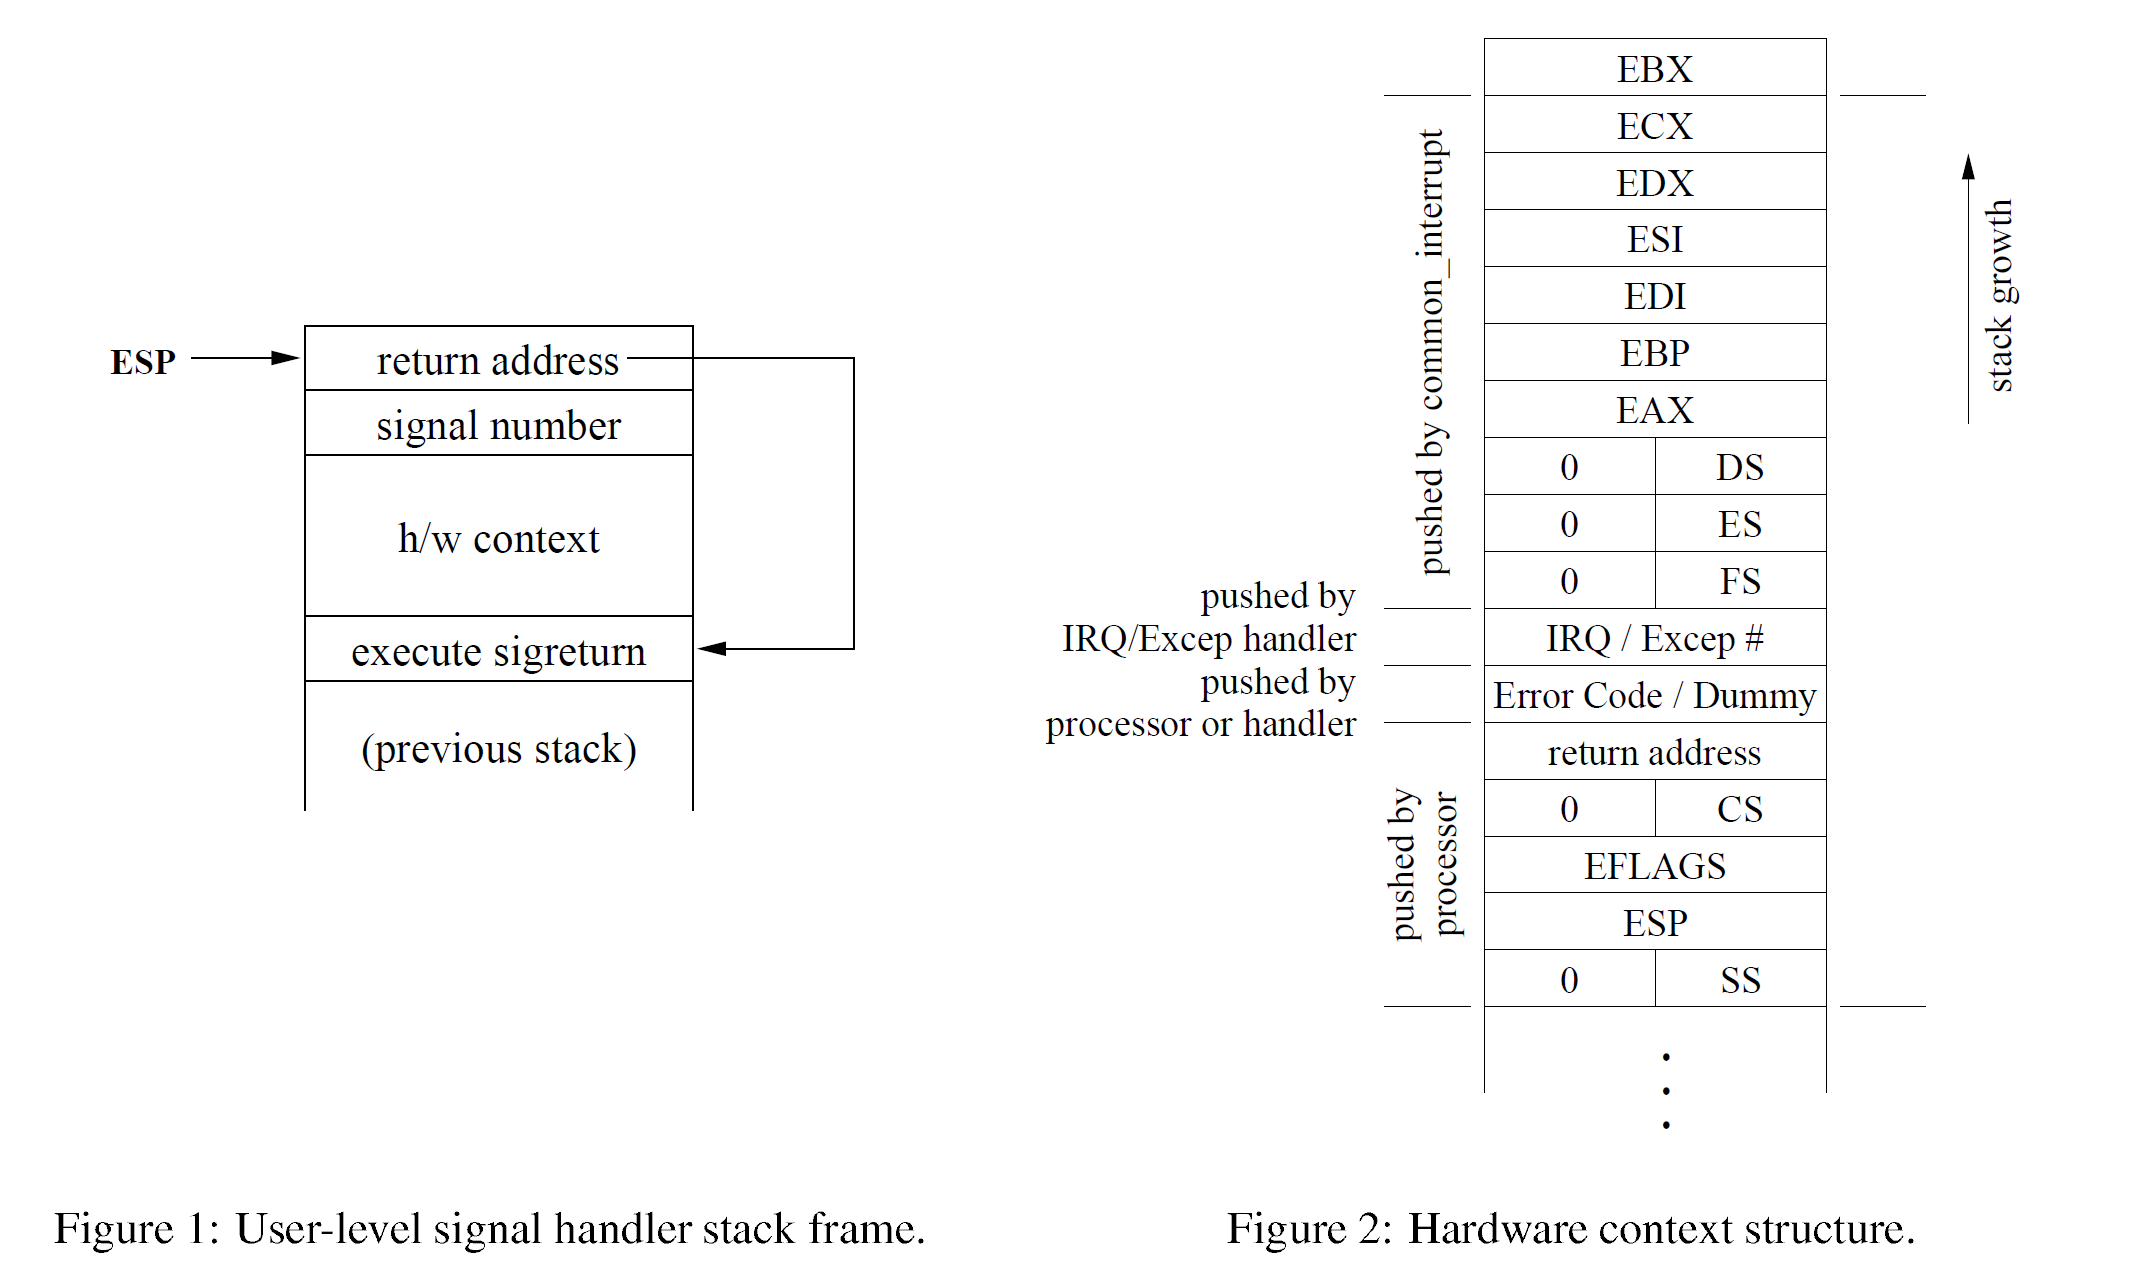 ESP
return address
signal number
h/w context
execute sigreturn
(previous stack)
Figure 1: User-level signal handler stack frame.
EBX
ECX
EDX
ESI
EDI
EBP
EAX
0 DS
0 ES
0 FS
IRQ / Excep #
Error Code / Dummy
return address
0 CS
EFLAGS
ESP
0 SS
pushed by common_interrupt
pushed by
IRQ/Excep handler
pushed by
processor or handler
pushed by
processor
stack growth
Figure 2: Hardware context structure.